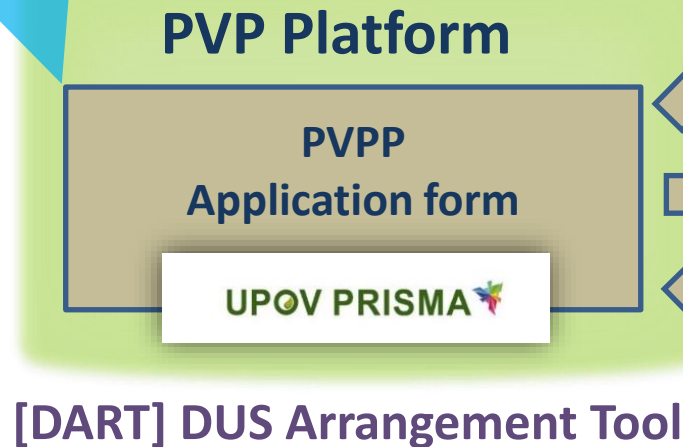 PVP Platform
PVPP
Application form
UPOV PRISMA
[DART] DUS Arrangement Tool